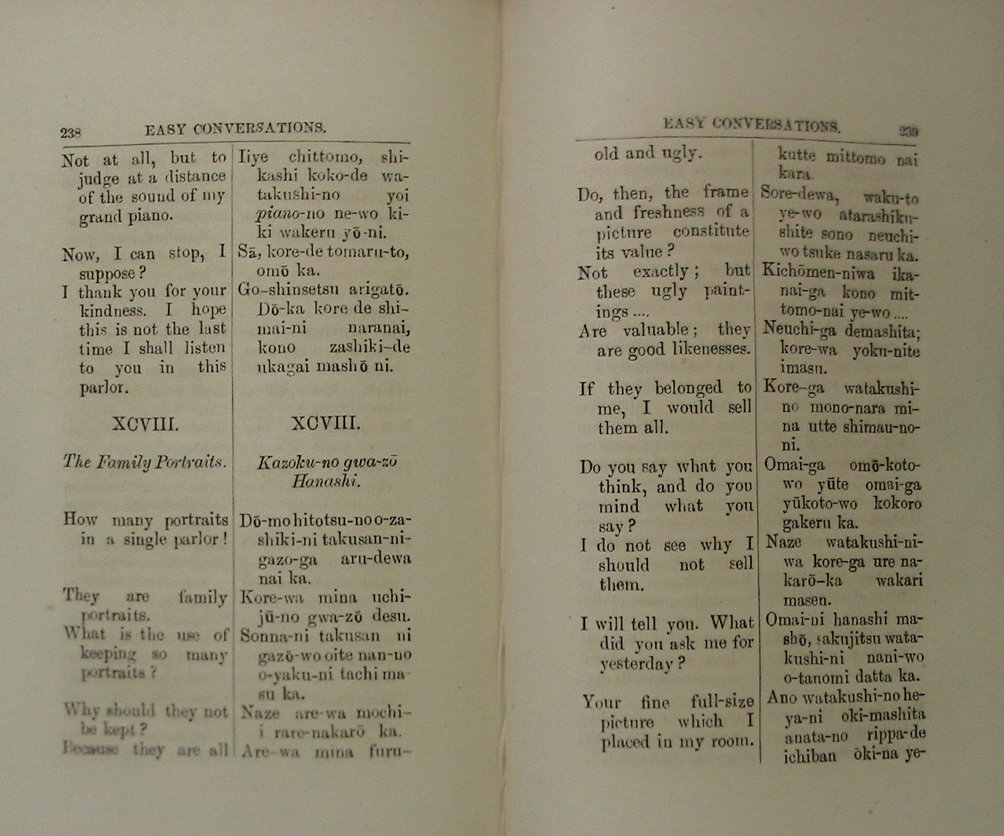 238
EASY CONVERSATIONS.
Not at all, but to
judge at a distance
of the sound of my
grand piano.
Now, I can stop, I
suppose ?
I thank you for your
kindness. I hope
this is not the last
time I shall listen
to you in this
parlor.
XCVIII.
The Family Portraits.
How many portraits
in a single parlor !
They are family
portraits.
What is the use of
keeping so many
portraits ?
Why should they not
be kept ?
Because they are all
Iiye chittomo, shi-
kashi koko-de wa-
takushi-no yoi
piano-no ne-wo ki-
ki wakeru yō-ni.
Sā, kore-de tomaru-to,
omō ka.
Go-shinsetsu arigatō.
Dō-ka kore de shi-
mai-ni naranai,
kono zashiki-de
ukagai mashō ni.
XCVIII.
Kazoku-no gwa-zō
Hanashi.
Dō-mo hitotsu-no o-za-
shiki-ni takusan-ni-
gazo-ga aru-dewa
nai ka.
Kore-wa mina uchi-
jū-no gwa-zō desu.
Sonna-ni takusan ni
gazō-wo oite nan-no
o-yaku-ni tachi ma-
su ka.
Naze are-wa mochi-
i rare-nakarō ka.
Are-wa mina furu-
EASY CONVERSATIONS.
239
old and ugly.
Do, then, the frame
and freshness of a
picture constitute
its value ?
Not exactly ; but
these ugly paint-
ings ....
Are valuable ; they
are good likenesses.
If they belonged to
me, I would sell
them all.
Do you say what you
think, and do you
mind what you
say ?
I do not see why I
should not sell
them.
I will tell you. What
did you ask me for
yesterday ?
Your fine full-size
picture which I
placed in my room.
kutte mittomo nai
kara.
Sore-dewa, waku-to
ye-wo atarashiku-
shite sono neuchi-
wo tsuke nasaru ka.
Kichōmen-niwa ika-
nai-ga kono mit-
tomo-nai ye-wo ....
Neuchi-ga demashita;
kore-wa yoku-nite
imasu.
Kore-ga watakushi-
no mono-nara mi-
na utte shimau-no-
ni.
Omai-ga omō-koto-
wo yūte omai-ga
yūkoto-wo kokoro
gakeru ka.
Naze watakushi-ni-
wa kore-ga ure na-
karō-ka wakari
masen.
Omai-ni hanashi ma-
shō, sakujitsu wata-
kushi-ni nani-wo
o-tanomi datta ka.
Ano watakushi-no he-
ya-ni oki-mashita
anata-no rippa-de
ichiban ōki-na ye-